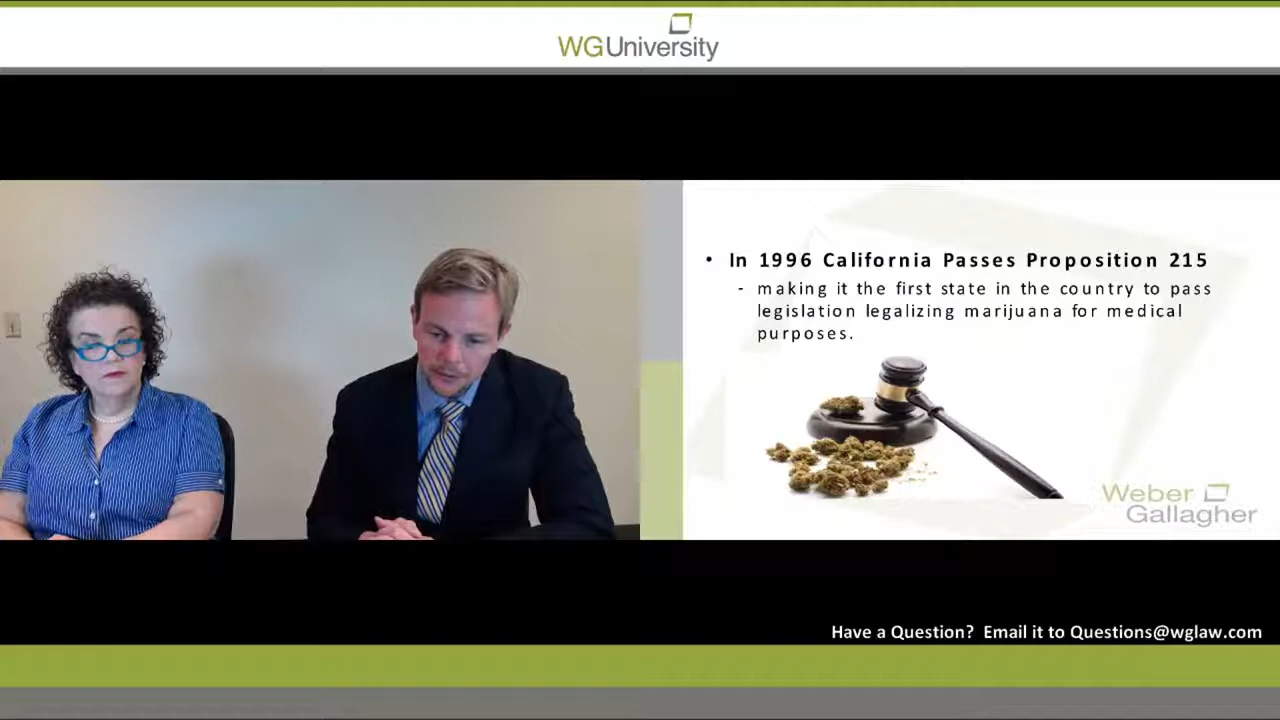 WGUniversity
• In 1996 California Passes Proposition 215
- making it the first state in the country to pass
legislation legalizing marijuana for medical
purposes.
Weber
Gallagher
Have a Question? Email it to Questions@wglaw.com